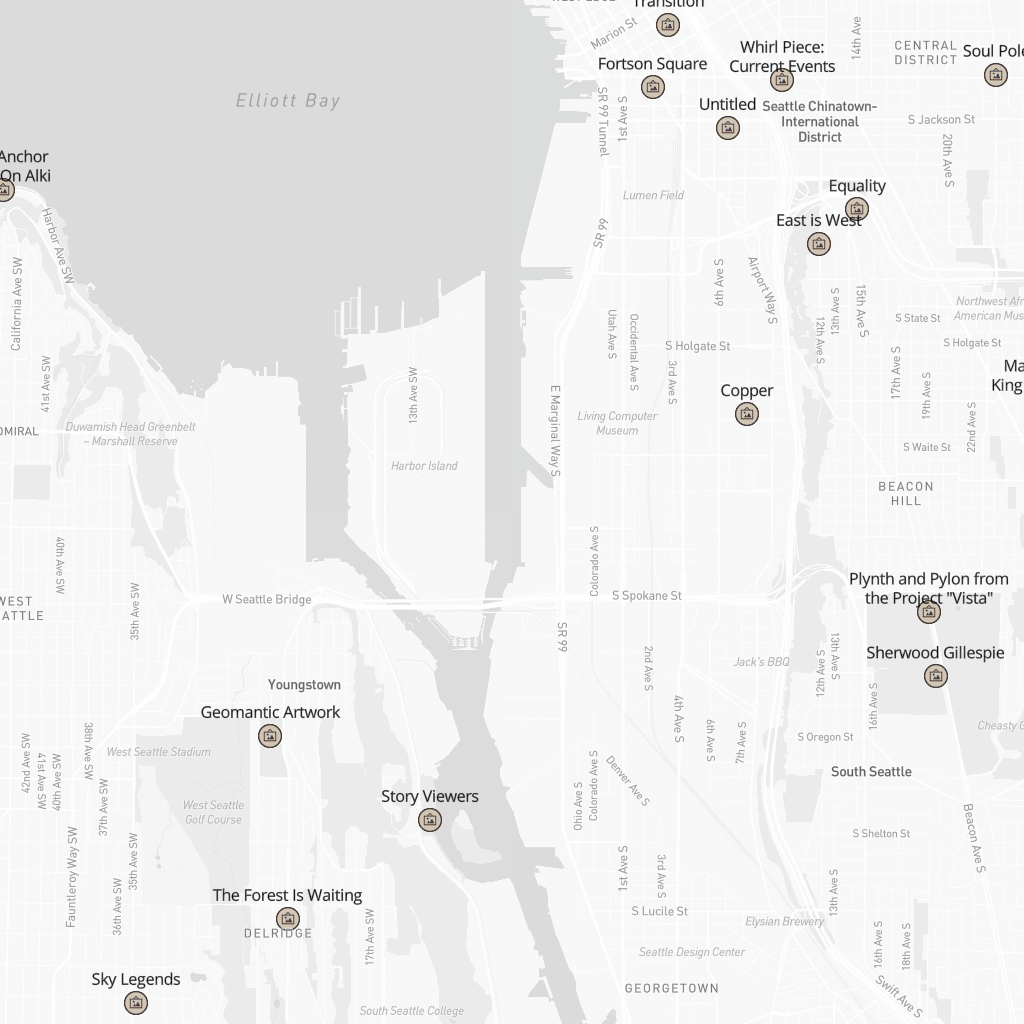 Transition
Marion St
14th Ave
CENTRAL
DISTRICT
Soul Pole
Whirl Piece:
Current Events
Fortson Square
Elliott Bay
SR 99 Tunnel
1st Ave S
Untitled
Seattle Chinatown-
International
District
S Jackson St
20th Ave S
Anchor
On Alki
Harbor Ave SW
Lumen Field
Equality
East is West
SR 99
California Ave SW
6th Ave S
Airport Way S
13th Ave S
15th Ave S
12th Ave S
Northwest Afr
American Mus
S State St
Utah Ave S
Occidental Ave S
S Holgate St
S Holgate St
3rd Ave S
17th Ave S
19th Ave S
41st Ave SW
13th Ave SW
E Marginal Way S
Copper
Ma
King
22nd Ave S
Living Computer
Museum
Duwamish Head Greenbelt
– Marshall Reserve
DMIRAL
S Waite St
Harbor Island
BEACON
HILL
40th Ave SW
35th Ave SW
Colorado Ave S
WEST
ATTLE
W Seattle Bridge
S Spokane St
Plynth and Pylon from
the Project "Vista"
SR 99
2nd Ave S
Jack's BBQ
12th Ave S
13th Ave S
Sherwood Gillespie
16th Ave S
Youngstown
Geomantic Artwork
4th Ave S
6th Ave S
7th Ave S
S Oregon St
Cheasty G
West Seattle Stadium
38th Ave SW
42nd Ave SW
41st Ave SW
40th Ave SW
37th Ave SW
South Seattle
Story Viewers
Denver Ave S
Ohio Ave S
Colorado Ave S
West Seattle
Golf Course
Fauntleroy Way SW
35th Ave SW
36th Ave SW
S Shelton St
Beacon Ave S
1st Ave S
3rd Ave S
13th Ave S
The Forest Is Waiting
DELRIDGE
17th Ave SW
S Lucile St
Elysian Brewery
Seattle Design Center
16th Ave S
18th Ave S
Sky Legends
GEORGETOWN
Swift Ave S
South Seattle College